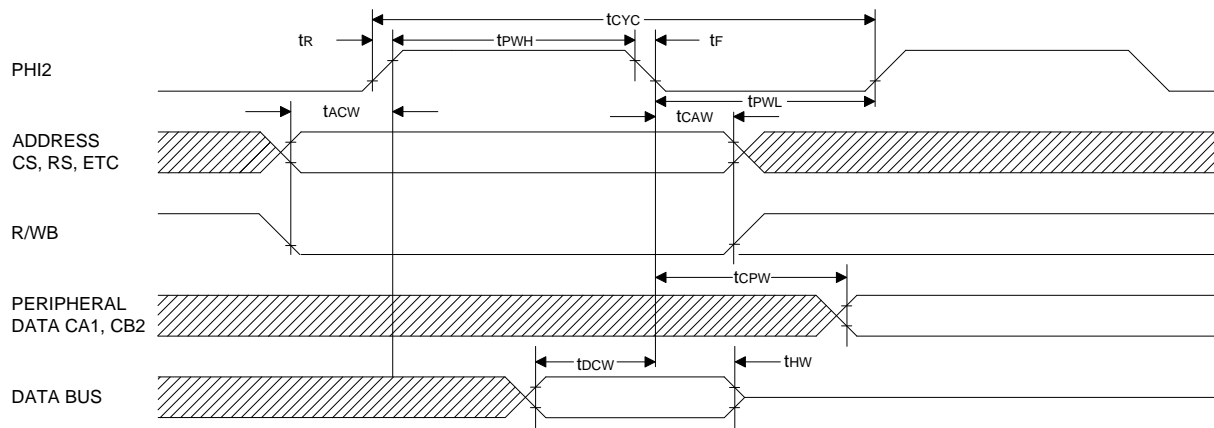 tCYC
tR
tPWH
tF
PHI2
tPWL
tACW
tCAW
ADDRESS
CS, RS, ETC
R/WB
tCPW
PERIPHERAL
DATA CA1, CB2
tDCW
tHW
DATA BUS